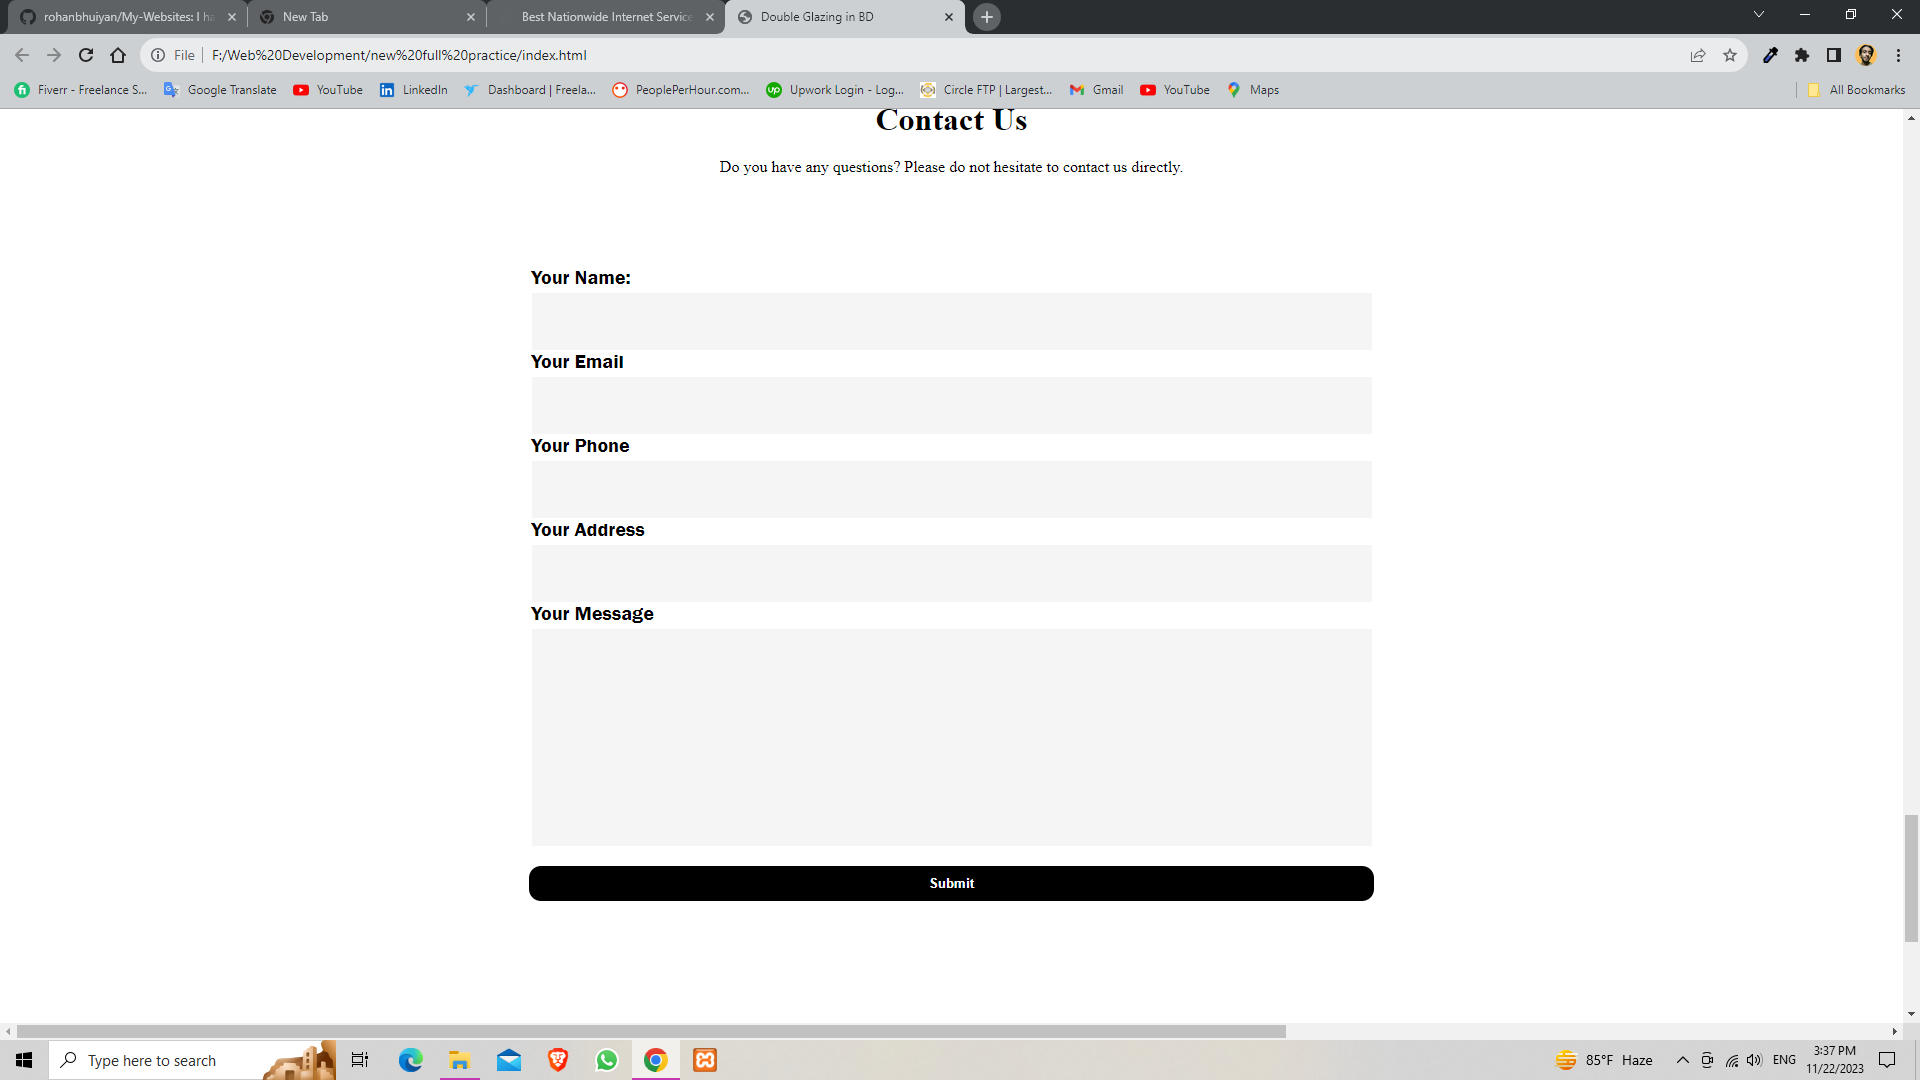 rohanbhuiyan/My-Websites: I ha
New Tab
Best Nationwide Internet Service
Double Glazing in BD
File
F:/Web%20Development/new%20full%20practice/index.html
Fiverr - Freelance S...
Google Translate
YouTube
LinkedIn
Dashboard | Freela...
PeoplePerHour.com...
Upwork Login - Log...
Circle FTP | Largest...
Gmail
YouTube
Maps
All Bookmarks
Contact Us
Do you have any questions? Please do not hesitate to contact us directly.
Your Name:
Your Email
Your Phone
Your Address
Your Message
Submit
Type here to search
85°F Haze
ENG
3:37 PM
11/22/2023